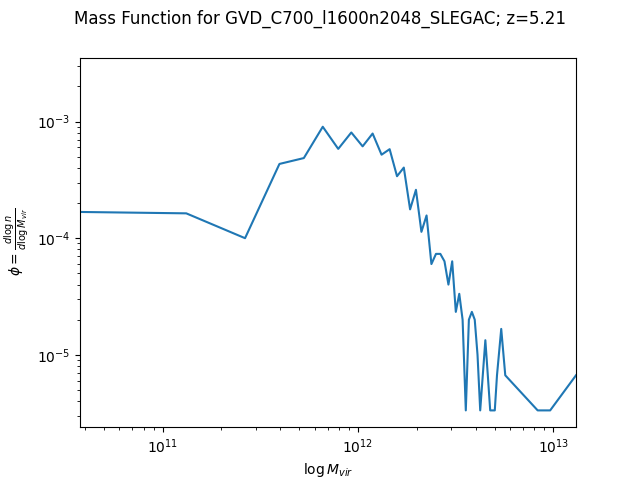 Mass Function for GVD_C700_l1600n2048_SLEGAC; z=5.21
10⁻³
10⁻⁴
10⁻⁵
ϕ = d log n / d log M_vir
10¹¹ 10¹² 10¹³
log M_vir